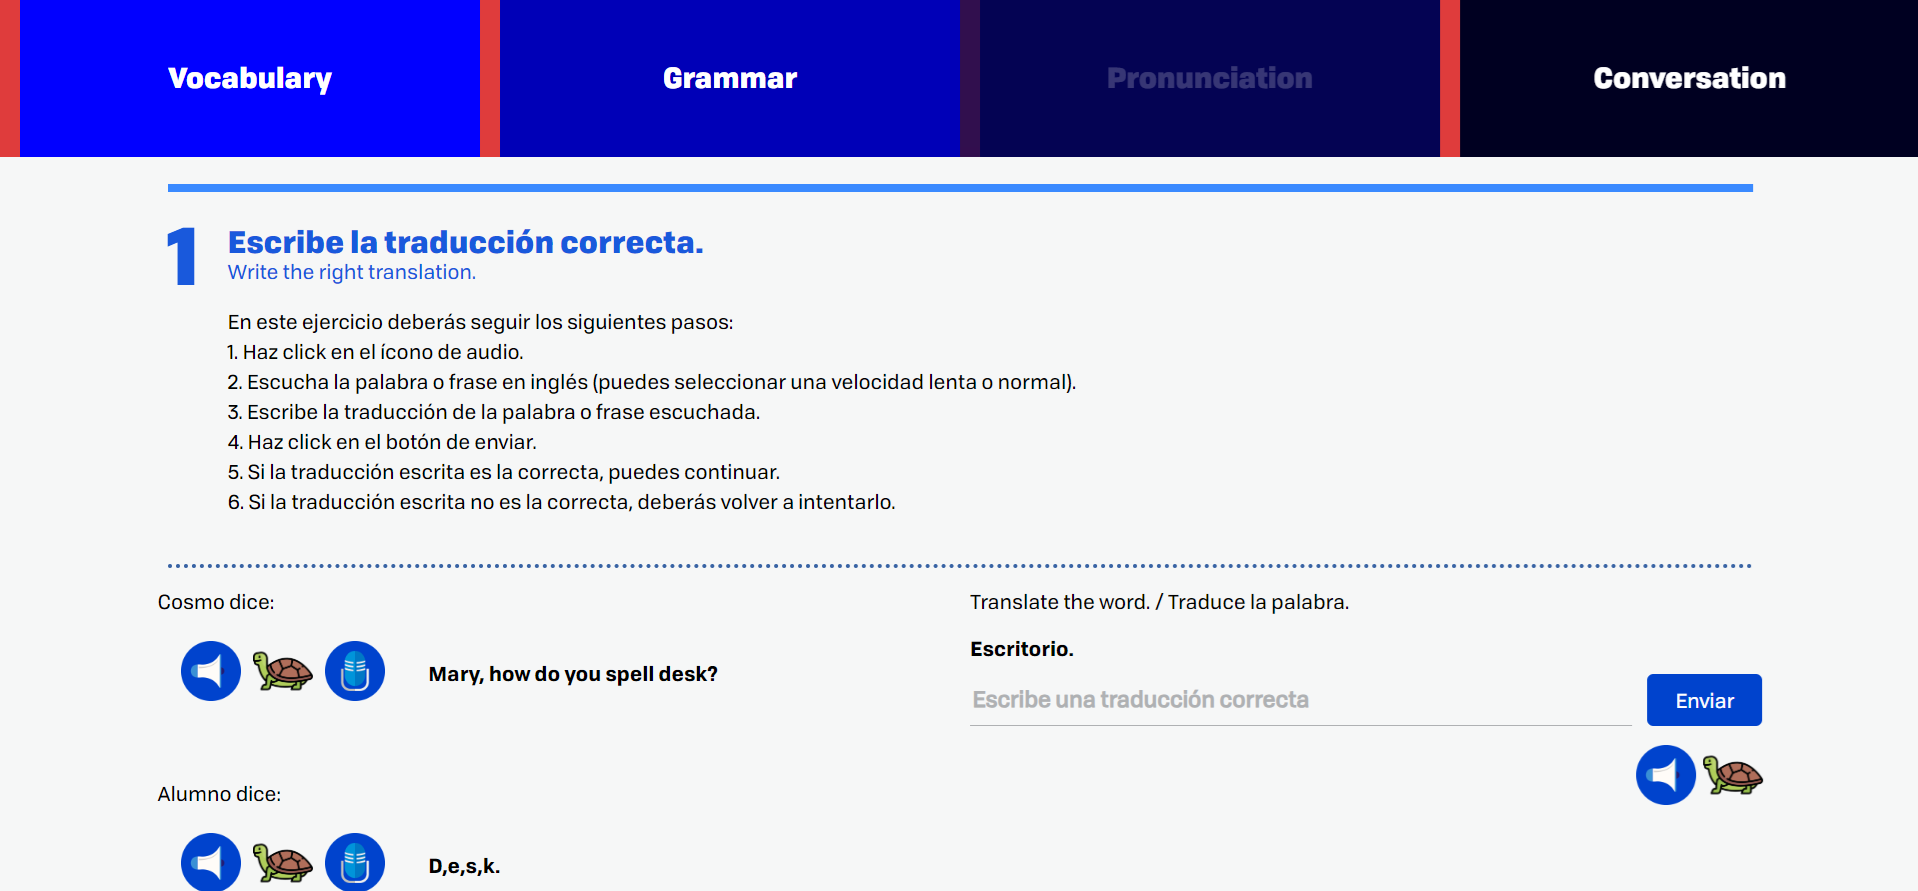 Vocabulary
Grammar
Pronunciation
Conversation
1
Escribe la traducción correcta.
Write the right translation.
En este ejercicio deberás seguir los siguientes pasos:
1. Haz click en el ícono de audio.
2. Escucha la palabra o frase en inglés (puedes seleccionar una velocidad lenta o normal).
3. Escribe la traducción de la palabra o frase escuchada.
4. Haz click en el botón de enviar.
5. Si la traducción escrita es la correcta, puedes continuar.
6. Si la traducción escrita no es la correcta, deberás volver a intentarlo.
Cosmo dice:
Mary, how do you spell desk?
Translate the word. / Traduce la palabra.
Escritorio.
Escribe una traducción correcta
Enviar
Alumno dice:
D,e,s,k.